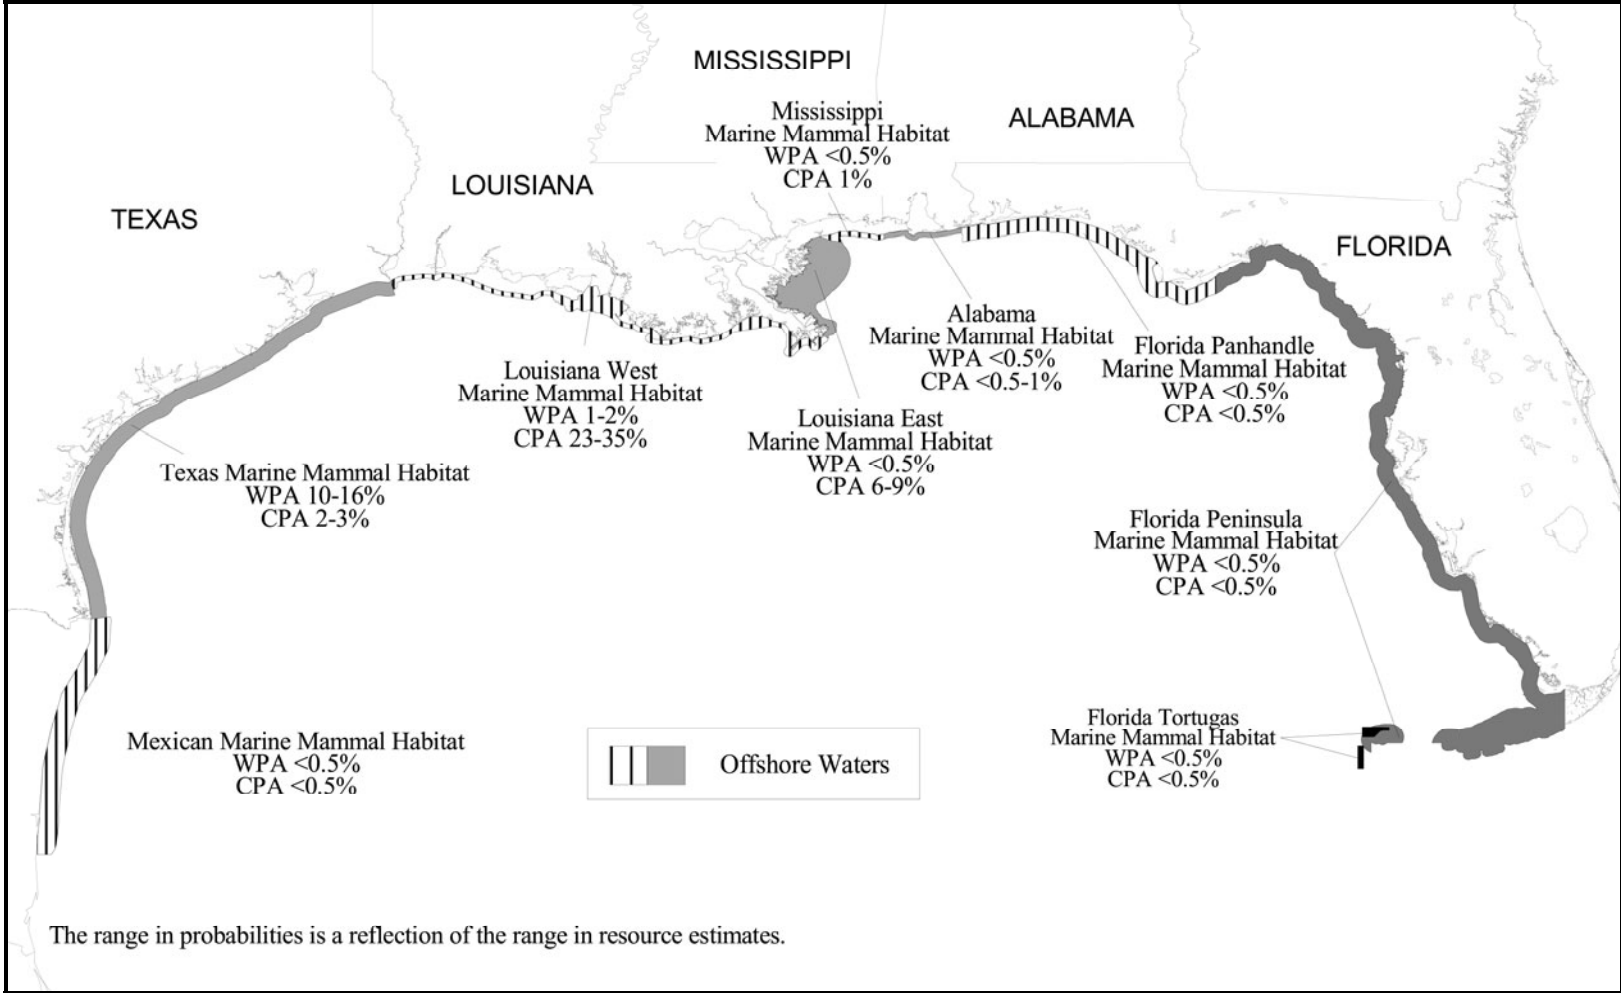 MISSISSIPPI
Mississippi
Marine Mammal Habitat
WPA <0.5%
CPA 1%
ALABAMA
LOUISIANA
TEXAS
FLORIDA
Alabama
Marine Mammal Habitat
WPA <0.5%
CPA <0.5-1%
Florida Panhandle
Marine Mammal Habitat
WPA <0.5%
CPA <0.5%
Louisiana West
Marine Mammal Habitat
WPA 1-2%
CPA 23-35%
Louisiana East
Marine Mammal Habitat
WPA <0.5%
CPA 6-9%
Texas Marine Mammal Habitat
WPA 10-16%
CPA 2-3%
Florida Peninsula
Marine Mammal Habitat
WPA <0.5%
CPA <0.5%
Florida Tortugas
Marine Mammal Habitat
WPA <0.5%
CPA <0.5%
Mexican Marine Mammal Habitat
WPA <0.5%
CPA <0.5%
Offshore Waters
The range in probabilities is a reflection of the range in resource estimates.